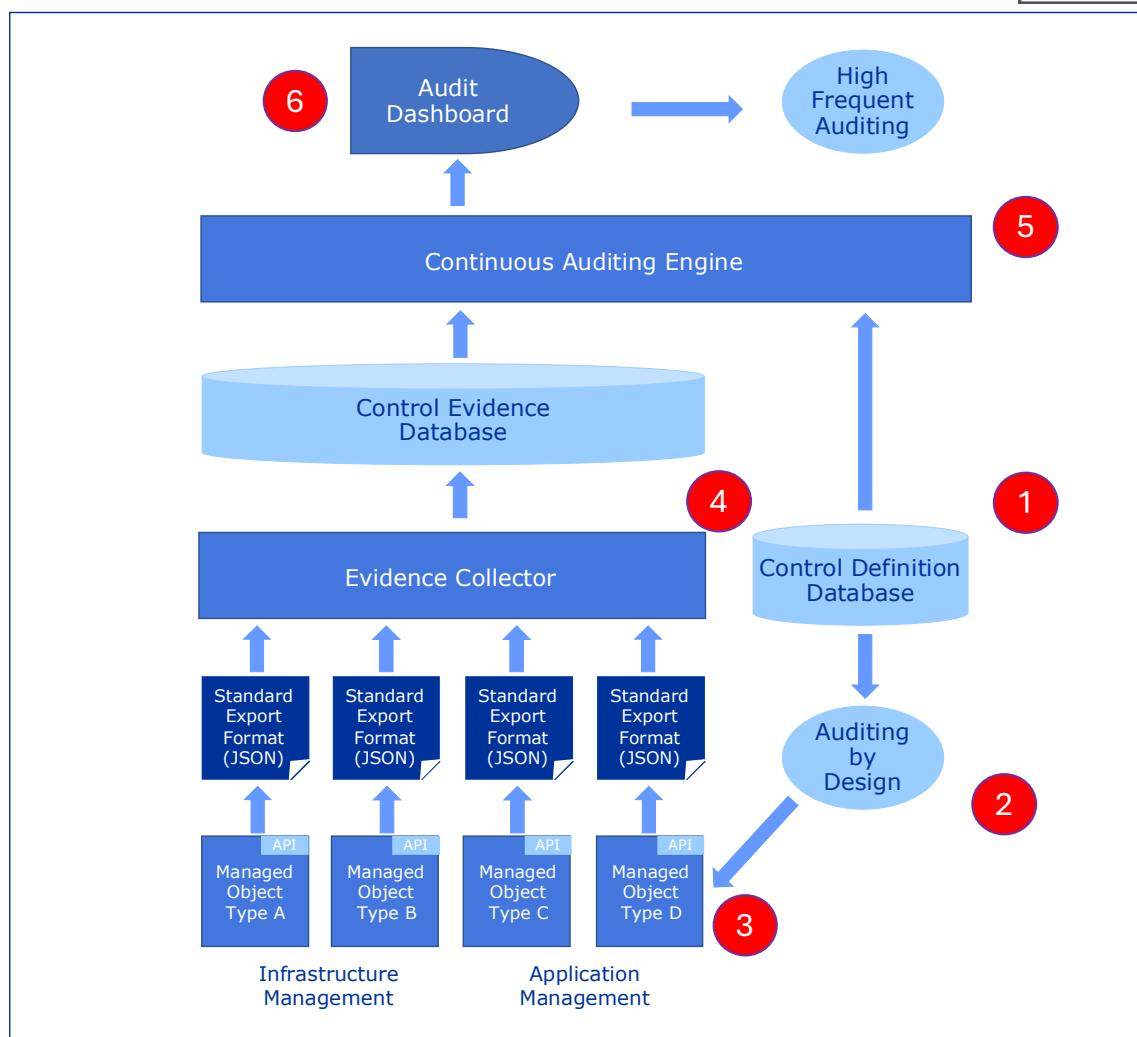 6
Audit
Dashboard
High
Frequent
Auditing
5
Continuous Auditing Engine
Control Evidence
Database
4
1
Evidence Collector
Control Definition
Database
Standard
Export
Format
(JSON)
Standard
Export
Format
(JSON)
Standard
Export
Format
(JSON)
Standard
Export
Format
(JSON)
Auditing
by
Design
2
API
Managed
Object
Type A
API
Managed
Object
Type B
API
Managed
Object
Type C
API
Managed
Object
Type D
3
Infrastructure
Management
Application
Management